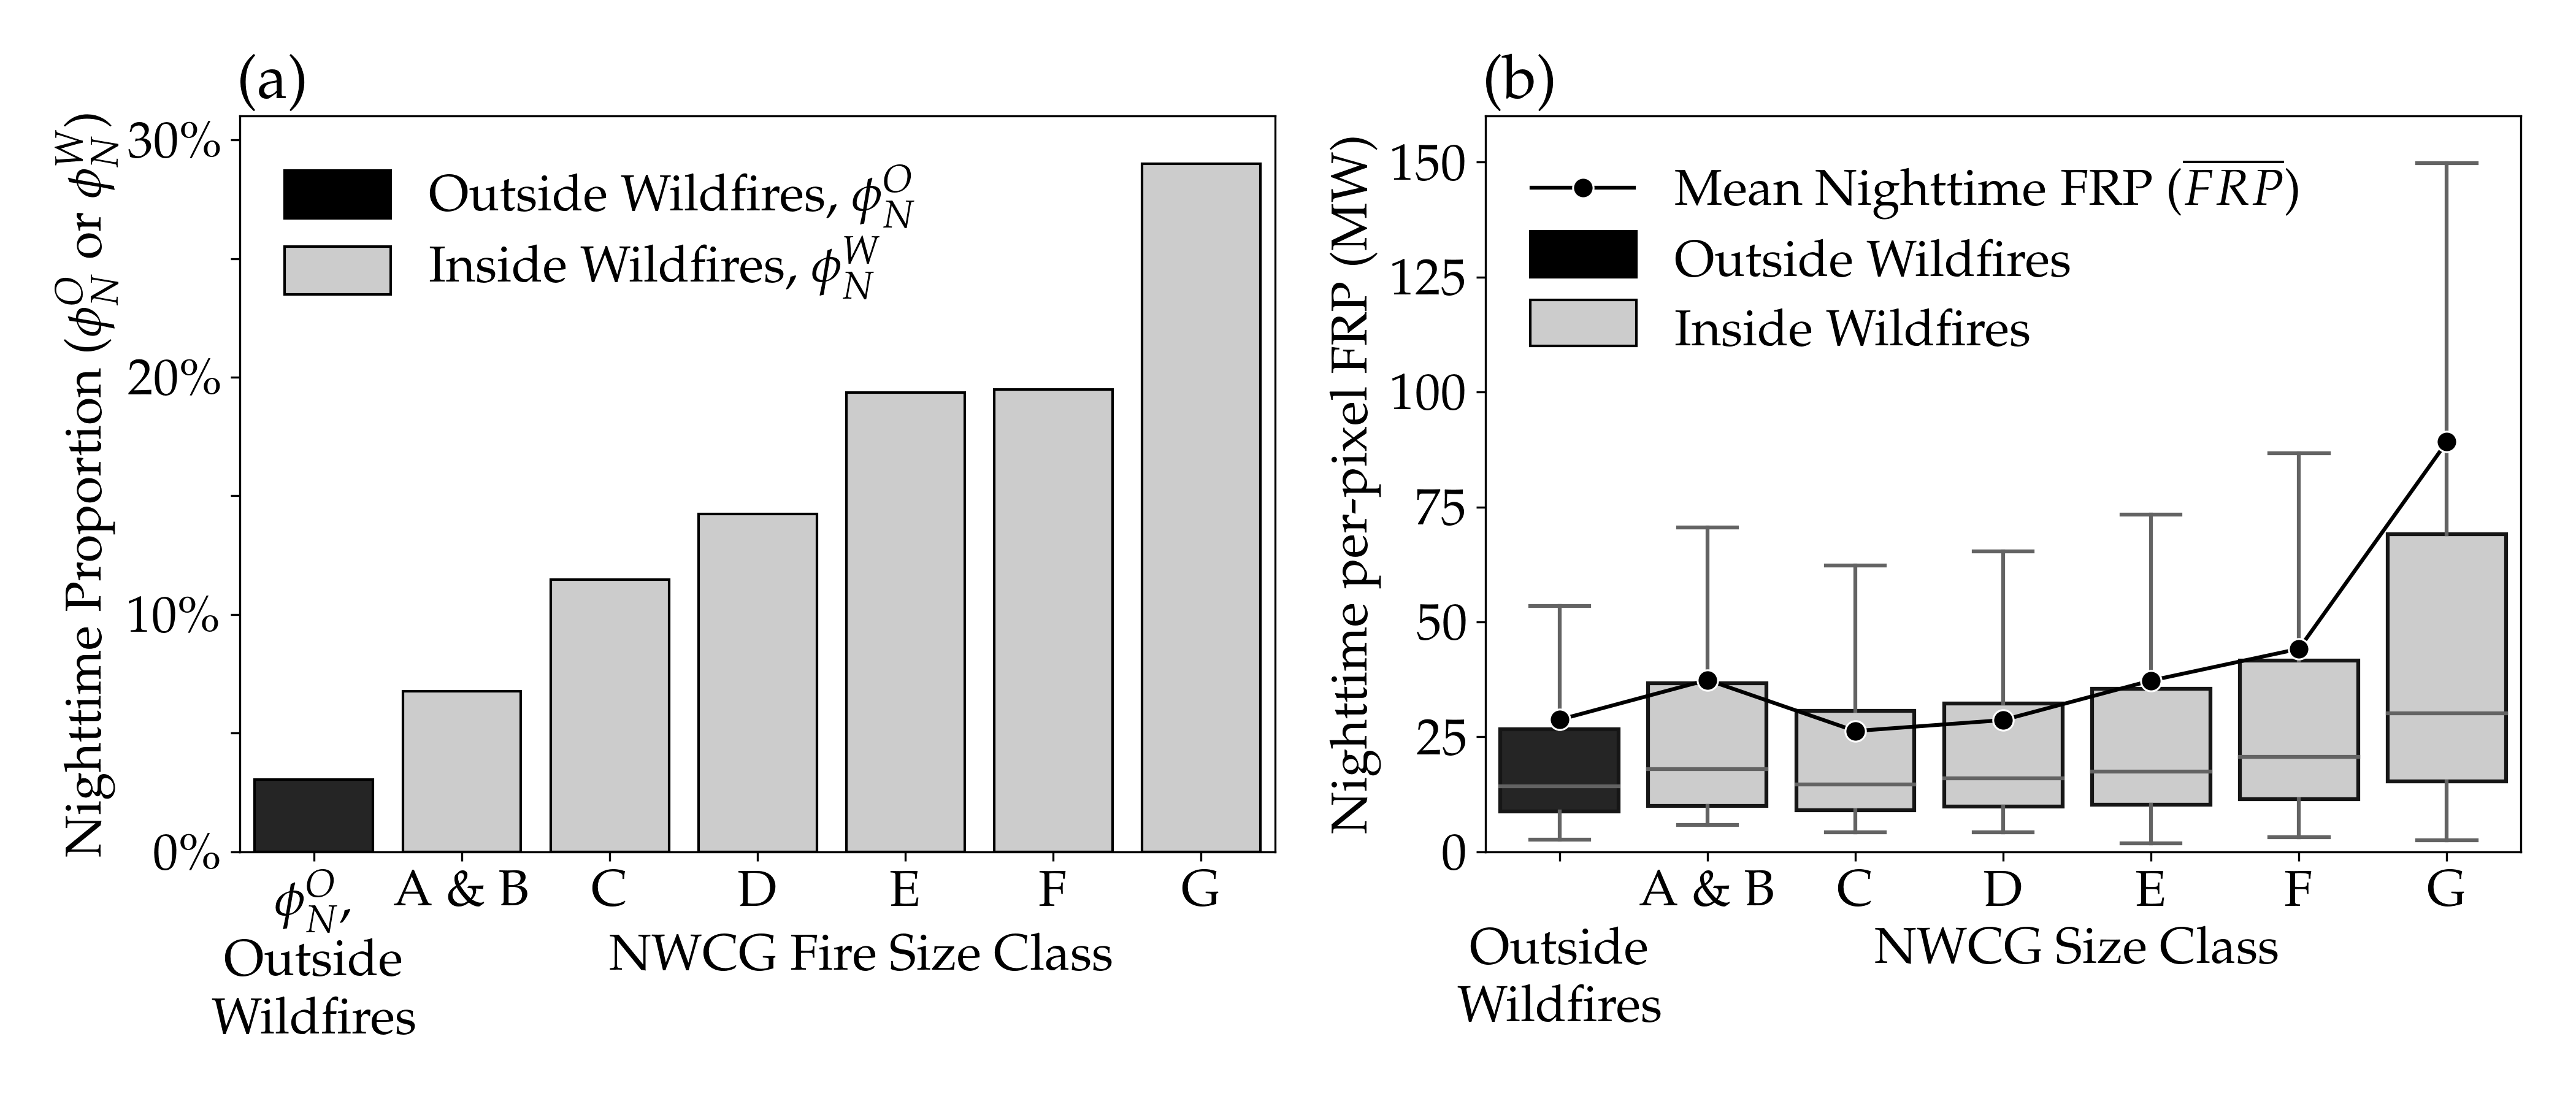 (a)
Nighttime Proportion (ϕ_N^O or ϕ_N^W)
30%
20%
10%
0%
Outside Wildfires, ϕ_N^O
Inside Wildfires, ϕ_N^W
ϕ_N^O,
Outside
Wildfires
A & B
C
D
E
F
G
NWCG Fire Size Class
(b)
Nighttime per-pixel FRP (MW)
150
125
100
75
50
25
0
Mean Nighttime FRP (F̅R̅P̅)
Outside Wildfires
Inside Wildfires
Outside
Wildfires
A & B
C
D
E
F
G
NWCG Size Class